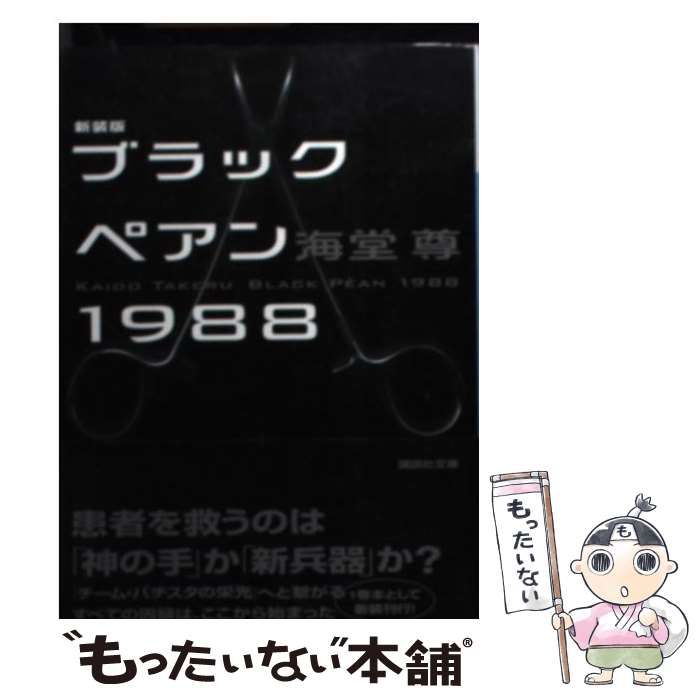 新装版
ブラック
ペアン 海堂 尊
KAIDO TAKERU BLACK PÉAN 1988
1988
講談社文庫
患者を救うのは
「神の手」か「新兵器」か?
『チーム・バチスタの栄光』へと繋がる
すべての因縁は、ここから始まった
1巻本として
新装刊行!
もったいない
も
"もったいない"本舗®